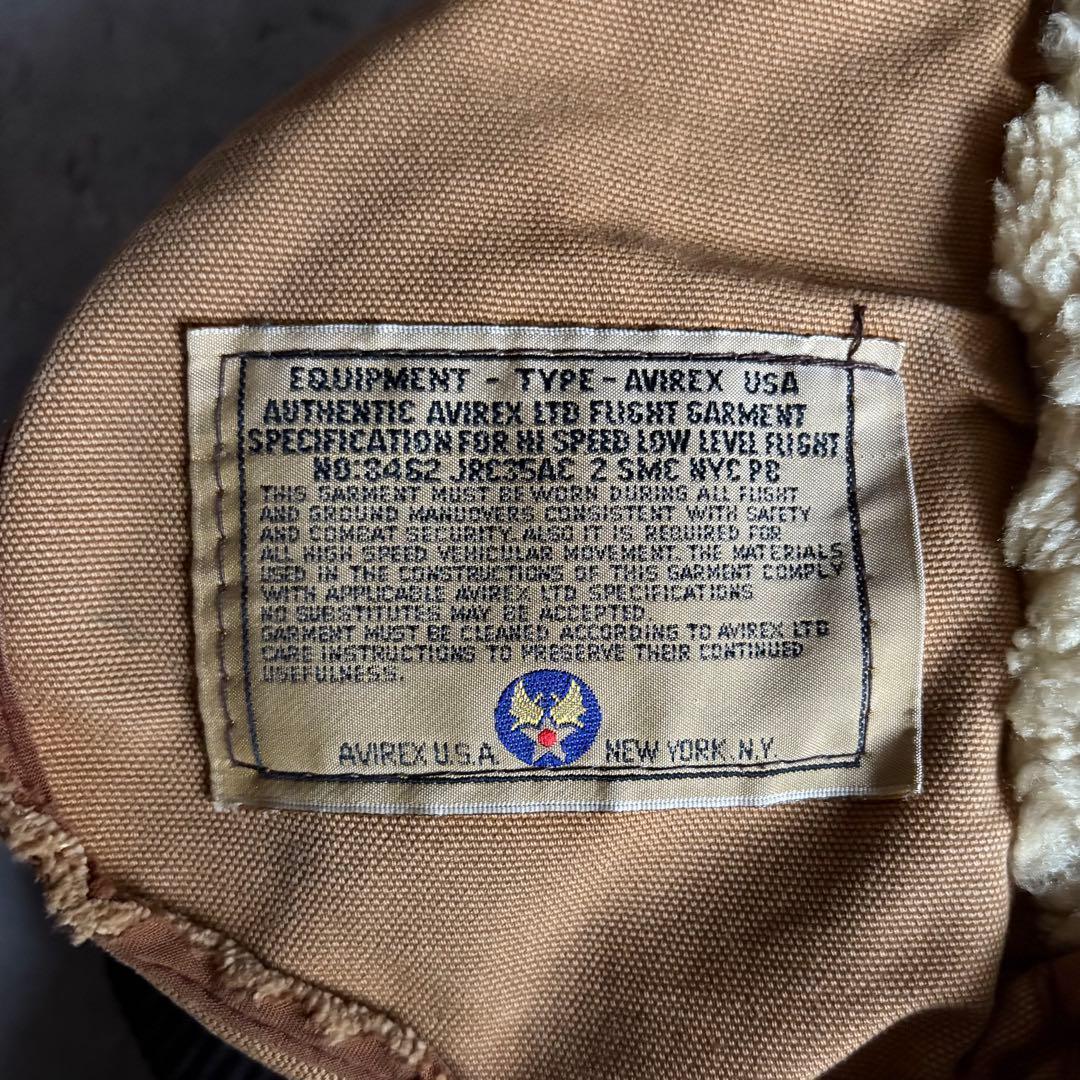 EQUIPMENT - TYPE - AVIREX USA
AUTHENTIC AVIREX LTD FLIGHT GARMENT
SPECIFICATION FOR HI SPEED LOW LEVEL FLIGHT
NO:8462 JRC35AC 2 SMC NYC PC
THIS GARMENT MUST BE WORN DURING ALL FLIGHT
AND GROUND MANUOVERS CONSISTENT WITH SAFETY
AND COMBAT SECURITY. ALSO IT IS REQUIRED FOR
ALL HIGH SPEED VEHICULAR MOVEMENT. THE MATERIALS
USED IN THE CONSTRUCTIONS OF THIS GARMENT COMPLY
WITH APPLICABLE AVIREX LTD SPECIFICATIONS
NO SUBSTITUTES MAY BE ACCEPTED.
GARMENT MUST BE CLEANED ACCORDING TO AVIREX LTD
CARE INSTRUCTIONS TO PRESERVE THEIR CONTINUED
USEFULNESS.
AVIREX U.S.A. NEW YORK. N.Y.